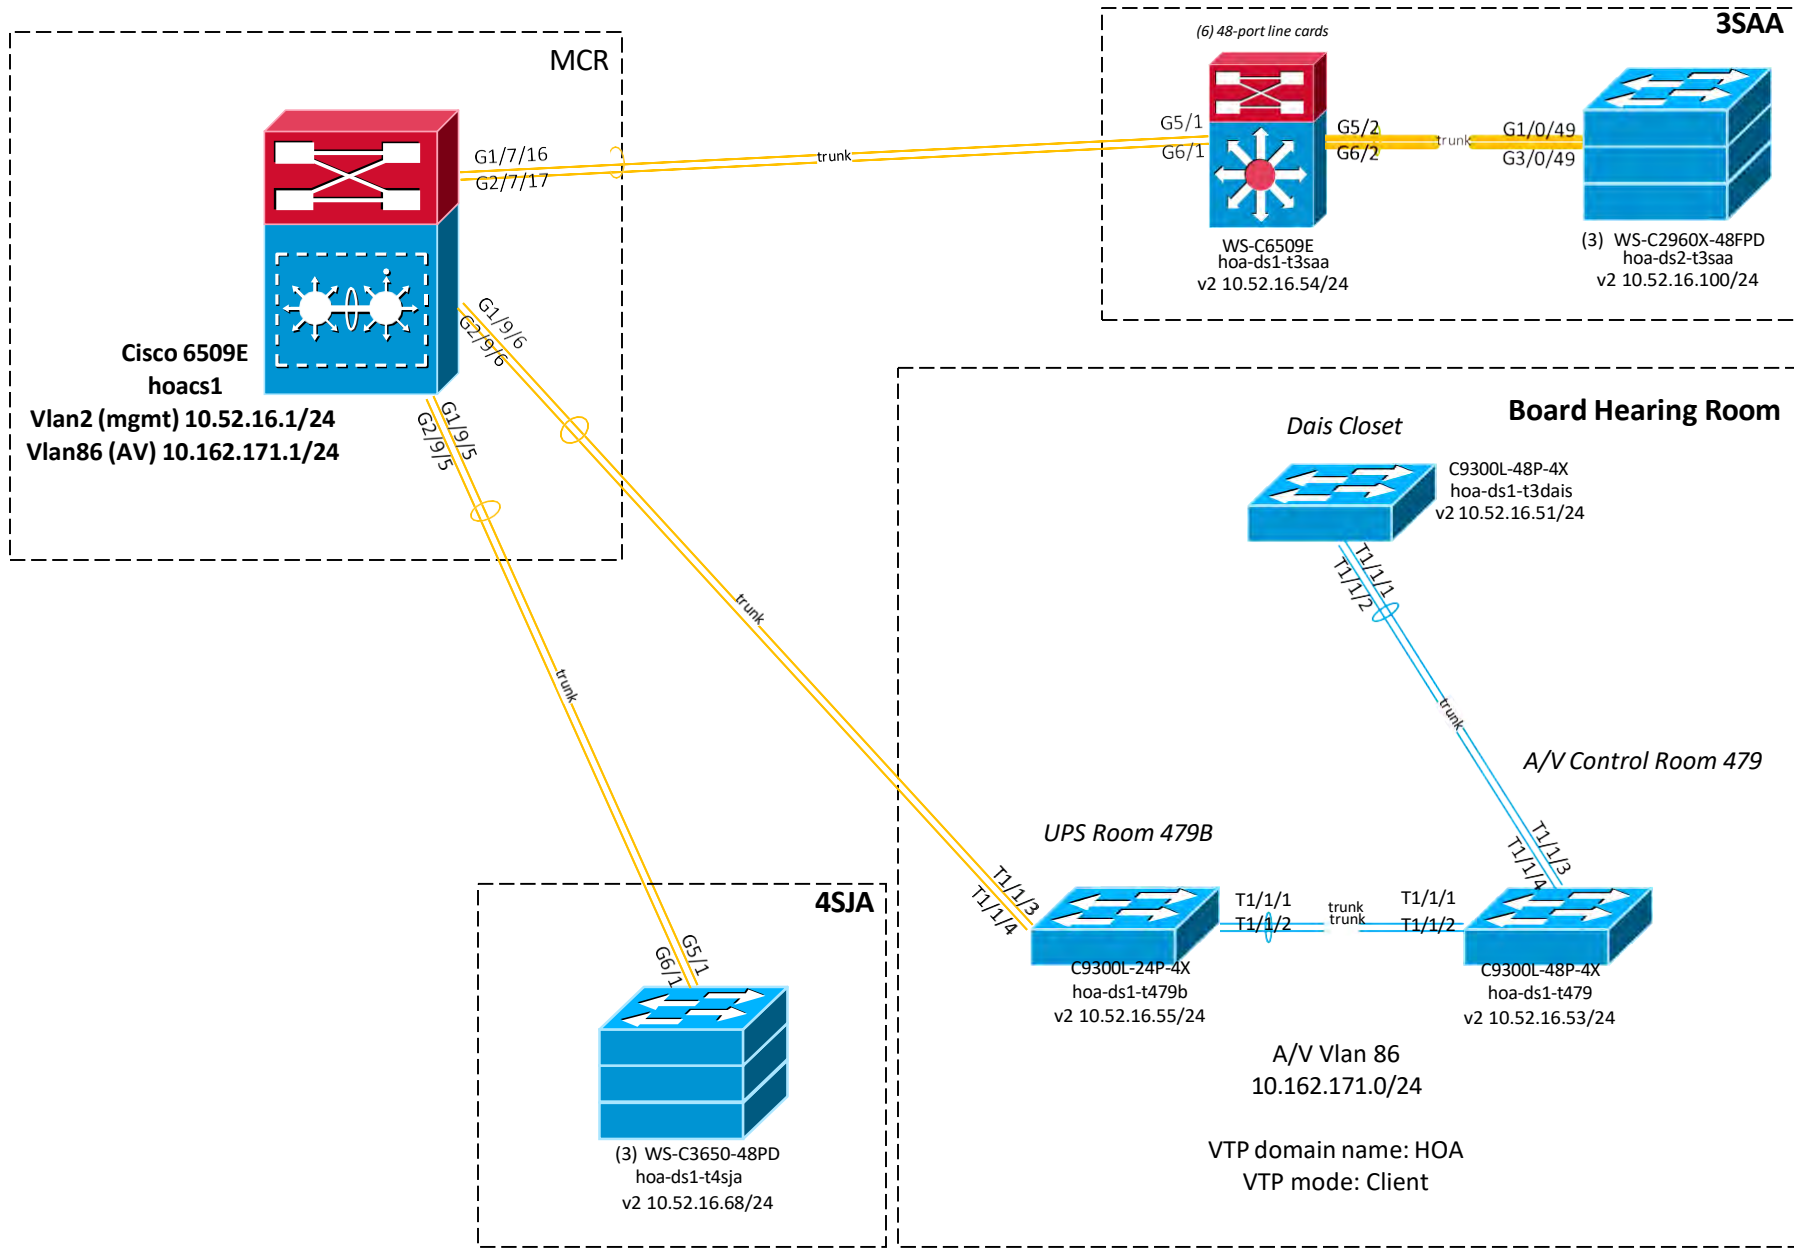 MCR
G1/7/16
G2/7/17
trunk
G1/9/6
G2/9/6
trunk
G1/9/5
G2/9/5
trunk
Cisco 6509E
hoacs1
Vlan2 (mgmt) 10.52.16.1/24
Vlan86 (AV) 10.162.171.1/24
3SAA
(6) 48-port line cards
G5/1
G6/1
G5/2
G6/2
trunk
G1/0/49
G3/0/49
WS-C6509E
hoa-ds1-t3saa
v2 10.52.16.54/24
(3) WS-C2960X-48FPD
hoa-ds2-t3saa
v2 10.52.16.100/24
Board Hearing Room
Dais Closet
C9300L-48P-4X
hoa-ds1-t3dais
v2 10.52.16.51/24
T1/1/1
T1/1/2
trunk
A/V Control Room 479
T1/1/3
T1/1/4
UPS Room 479B
T1/1/3
T1/1/4
T1/1/1
T1/1/2
trunk
trunk
T1/1/1
T1/1/2
C9300L-24P-4X
hoa-ds1-t479b
v2 10.52.16.55/24
C9300L-48P-4X
hoa-ds1-t479
v2 10.52.16.53/24
A/V Vlan 86
10.162.171.0/24
VTP domain name: HOA
VTP mode: Client
4SJA
G5/1
G6/1
(3) WS-C3650-48PD
hoa-ds1-t4sja
v2 10.52.16.68/24